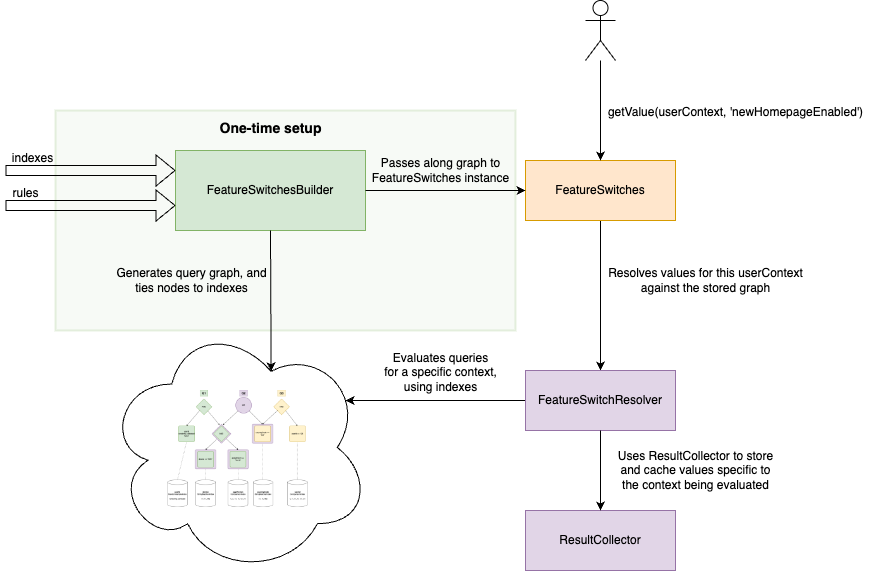 getValue(userContext, 'newHomepageEnabled')
One-time setup
indexes
rules
FeatureSwitchesBuilder
Passes along graph to
FeatureSwitches instance
FeatureSwitches
Generates query graph, and
ties nodes to indexes
Resolves values for this userContext
against the stored graph
Evaluates queries
for a specific context,
using indexes
FeatureSwitchResolver
Uses ResultCollector to store
and cache values specific to
the context being evaluated
ResultCollector